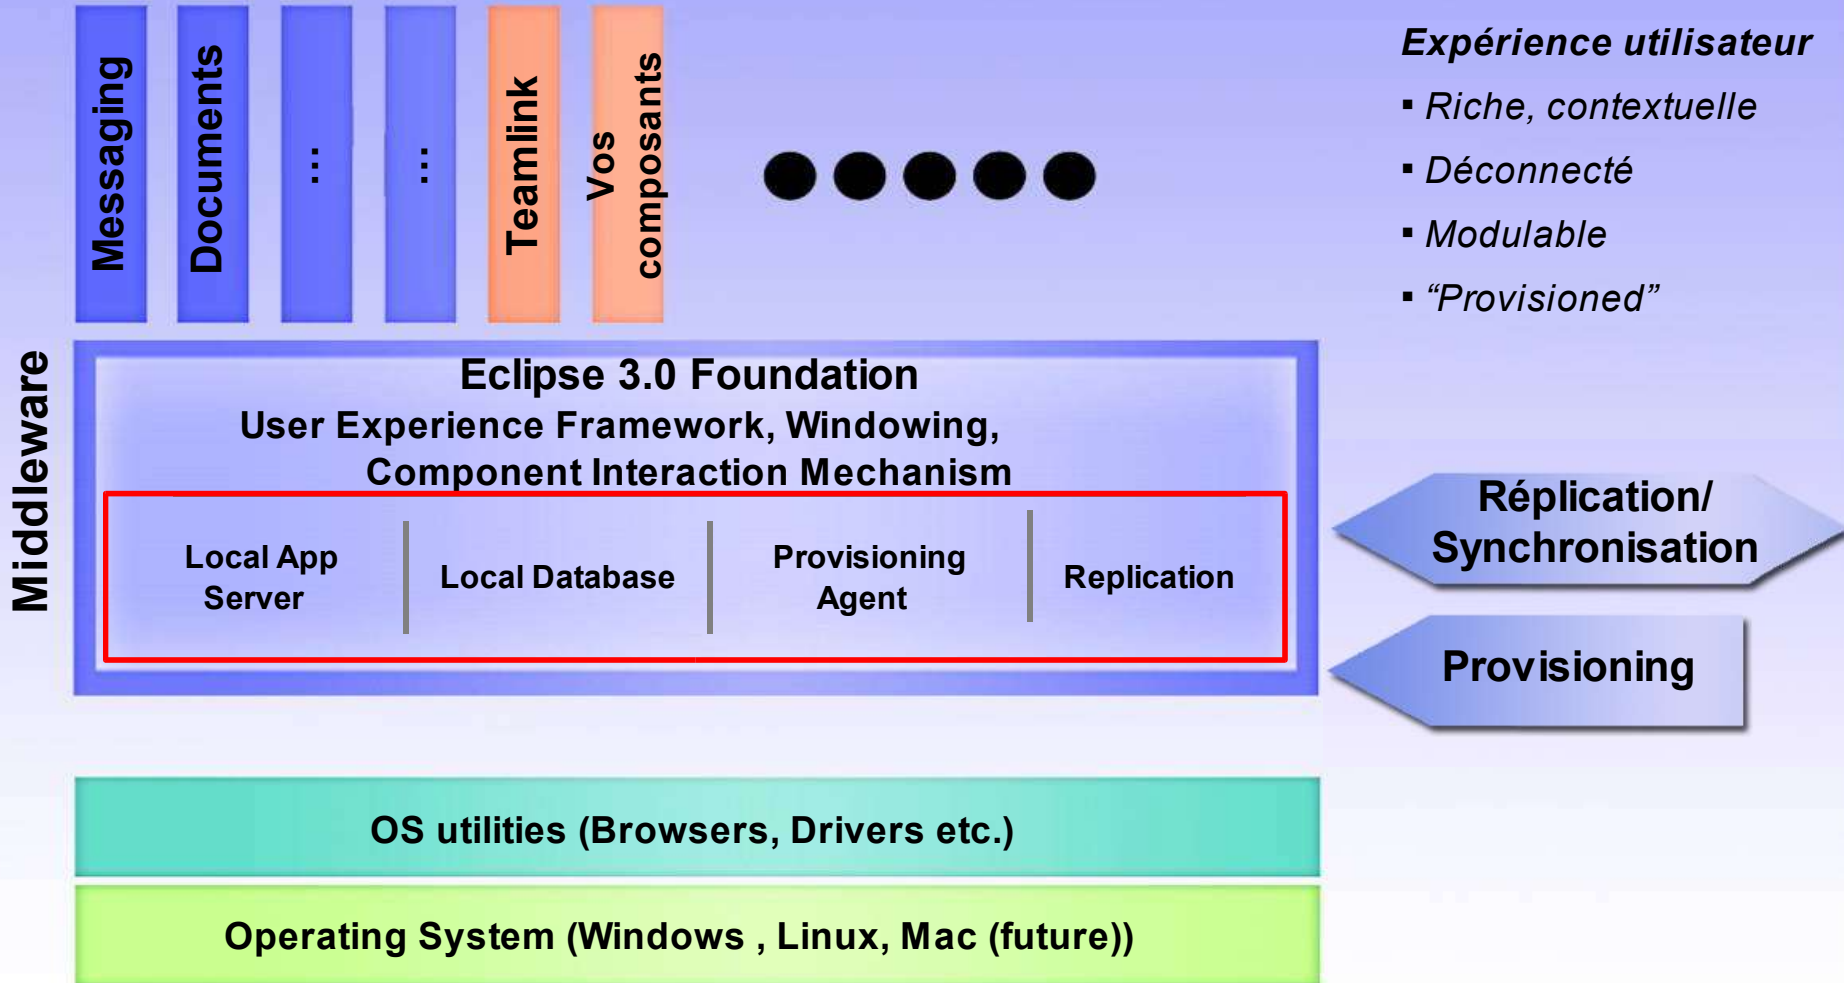 Messaging
Documents
...
...
Teamlink
Vos
composants
Expérience utilisateur
▪ Riche, contextuelle
▪ Déconnecté
▪ Modulable
▪ “Provisioned”
Middleware
Eclipse 3.0 Foundation
User Experience Framework, Windowing,
Component Interaction Mechanism
Local App
Server
Local Database
Provisioning
Agent
Replication
Réplication/
Synchronisation
Provisioning
OS utilities (Browsers, Drivers etc.)
Operating System (Windows , Linux, Mac (future))